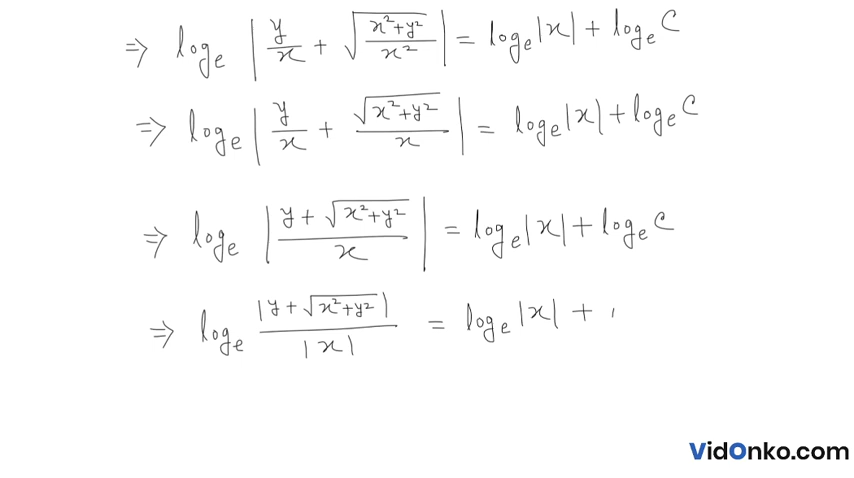 ⇒ logₑ | y/x + √((x²+y²)/x²) | = logₑ|x| + logₑ C
⇒ logₑ | y/x + √(x²+y²)/x | = logₑ|x| + logₑ C
⇒ logₑ | (y + √(x²+y²))/x | = logₑ|x| + logₑ C
⇒ logₑ |y + √(x²+y²)|/|x| = logₑ |x| +
VidOnko.com